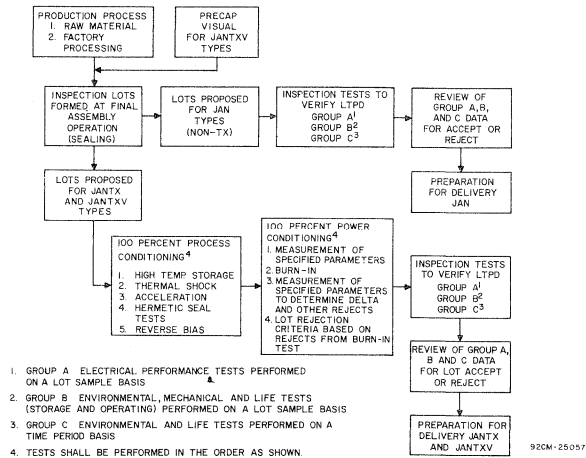 PRODUCTION PROCESS
1. RAW MATERIAL
2. FACTORY
PROCESSING
PRECAP
VISUAL
FOR JANTXV
TYPES
INSPECTION LOTS
FORMED AT FINAL
ASSEMBLY
OPERATION
(SEALING)
LOTS PROPOSED
FOR JAN
TYPES
(NON-TX)
INSPECTION TESTS TO
VERIFY LTPD
GROUP A1
GROUP B2
GROUP C3
REVIEW OF
GROUP A,B,
AND C DATA
FOR ACCEPT OR
REJECT
PREPARATION
FOR DELIVERY
JAN
LOTS PROPOSED
FOR JANTX
AND JANTXV
TYPES
100 PERCENT PROCESS
CONDITIONING4
1. HIGH TEMP STORAGE
2. THERMAL SHOCK
3. ACCELERATION
4. HERMETIC SEAL
TESTS
5. REVERSE BIAS
100 PERCENT POWER
CONDITIONING4
1. MEASUREMENT OF
SPECIFIED PARAMETERS
2. BURN-IN
3. MEASUREMENT OF
SPECIFIED PARAMETERS
TO DETERMINE DELTA
AND OTHER REJECTS
4. LOT REJECTION
CRITERIA BASED ON
REJECTS FROM BURN-IN
TEST
INSPECTION TESTS
TO VERIFY LTPD
GROUP A1
GROUP B2
GROUP C3
REVIEW OF GROUP A,
B AND C DATA
FOR LOT ACCEPT
OR REJECT
PREPARATION FOR
DELIVERY JANTX
AND JANTXV
1. GROUP A ELECTRICAL PERFORMANCE TESTS PERFORMED
ON A LOT SAMPLE BASIS
2. GROUP B ENVIRONMENTAL, MECHANICAL AND LIFE TESTS
(STORAGE AND OPERATING) PERFORMED ON A LOT SAMPLE BASIS
3. GROUP C ENVIRONMENTAL AND LIFE TESTS PERFORMED ON A
TIME PERIOD BASIS
4. TESTS SHALL BE PERFORMED IN THE ORDER AS SHOWN.
92CM-25057